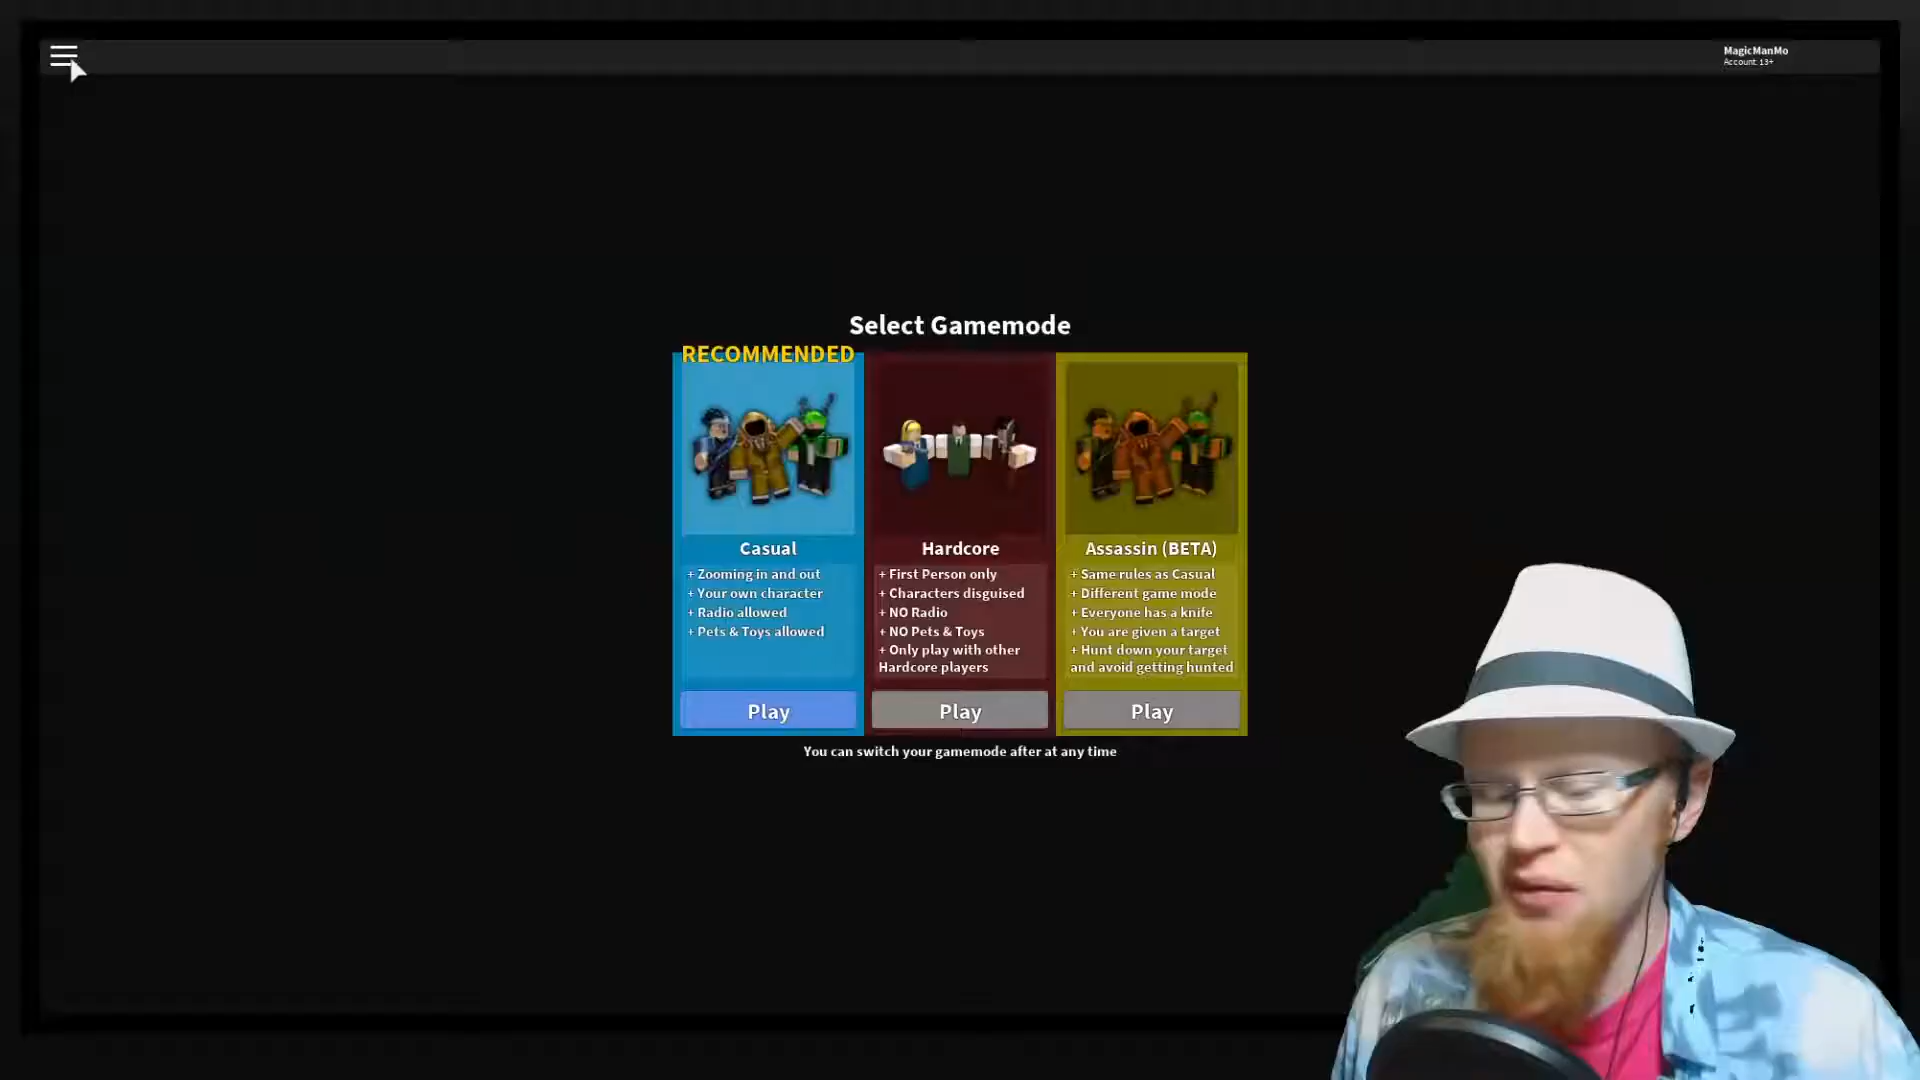 MagicManMo
Account: 13+
Select Gamemode
RECOMMENDED
Casual
+ Zooming in and out
+ Your own character
+ Radio allowed
+ Pets & Toys allowed
Play
Hardcore
+ First Person only
+ Characters disguised
+ NO Radio
+ NO Pets & Toys
+ Only play with other
Hardcore players
Play
Assassin (BETA)
+ Same rules as Casual
+ Different game mode
+ Everyone has a knife
+ You are given a target
+ Hunt down your target
and avoid getting hunted
Play
You can switch your gamemode after at any time